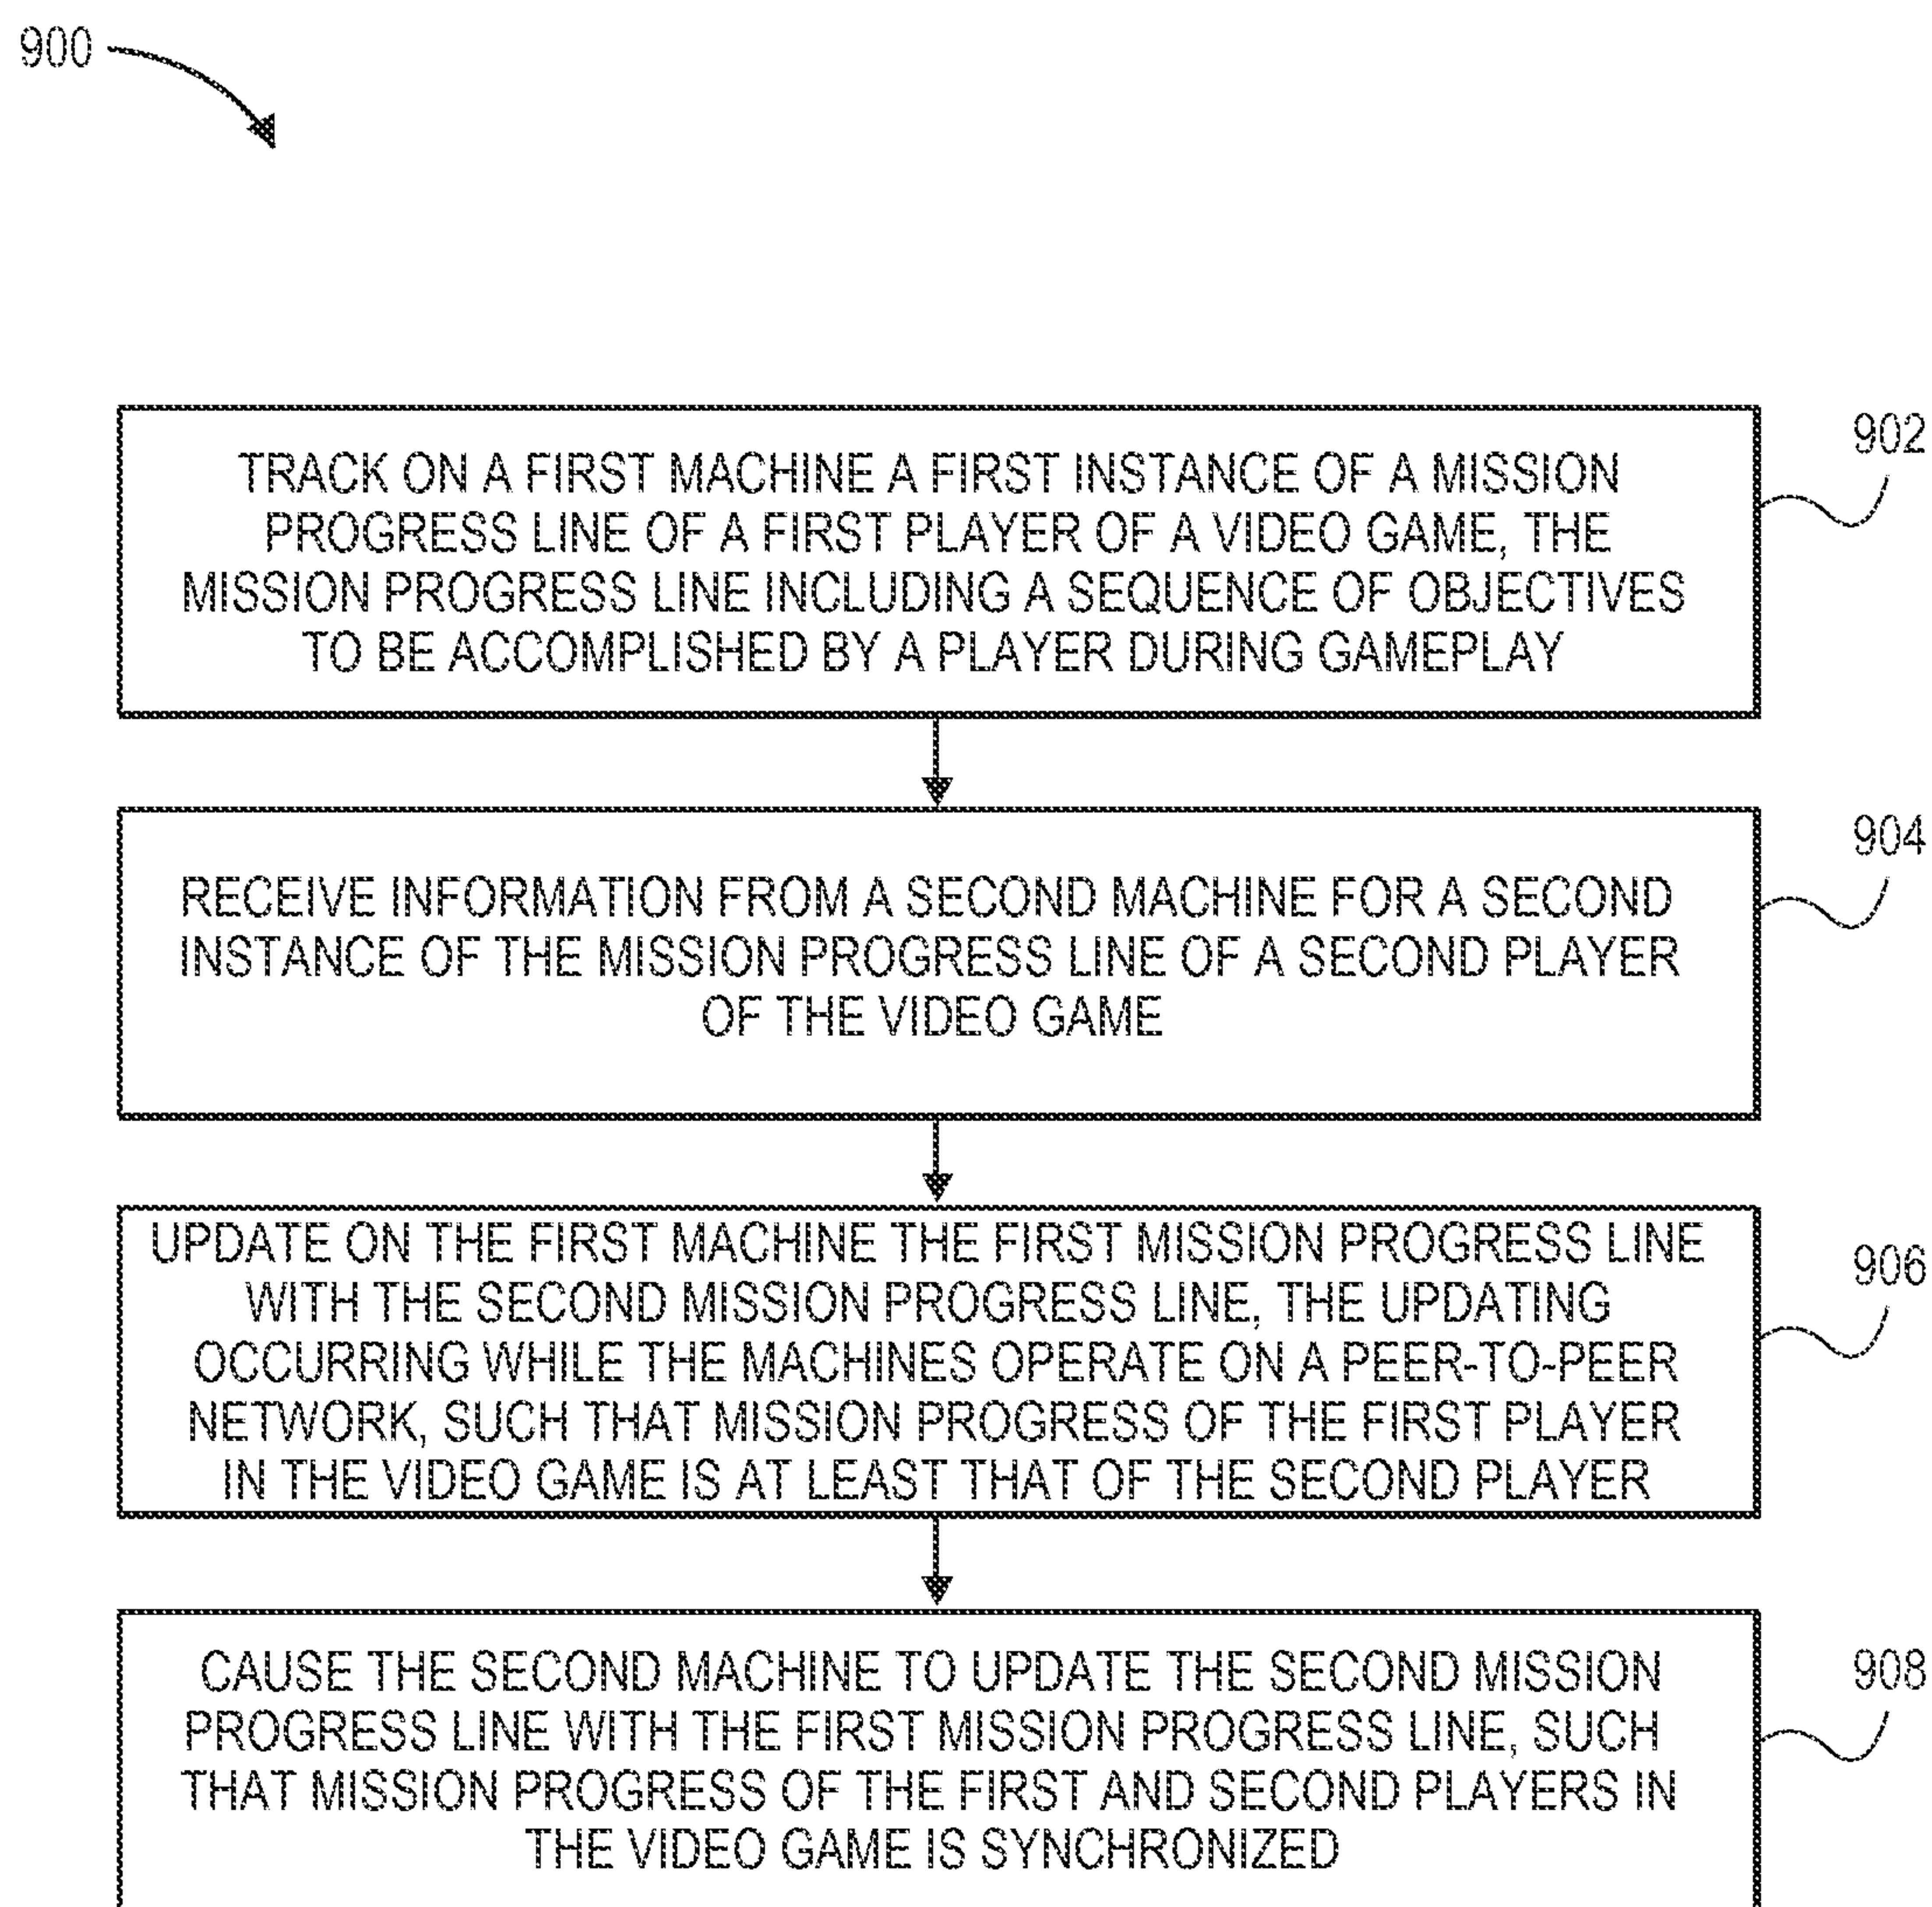 900
902
TRACK ON A FIRST MACHINE A FIRST INSTANCE OF A MISSION
PROGRESS LINE OF A FIRST PLAYER OF A VIDEO GAME, THE
MISSION PROGRESS LINE INCLUDING A SEQUENCE OF OBJECTIVES
TO BE ACCOMPLISHED BY A PLAYER DURING GAMEPLAY
904
RECEIVE INFORMATION FROM A SECOND MACHINE FOR A SECOND
INSTANCE OF THE MISSION PROGRESS LINE OF A SECOND PLAYER
OF THE VIDEO GAME
906
UPDATE ON THE FIRST MACHINE THE FIRST MISSION PROGRESS LINE
WITH THE SECOND MISSION PROGRESS LINE, THE UPDATING
OCCURRING WHILE THE MACHINES OPERATE ON A PEER-TO-PEER
NETWORK, SUCH THAT MISSION PROGRESS OF THE FIRST PLAYER
IN THE VIDEO GAME IS AT LEAST THAT OF THE SECOND PLAYER
908
CAUSE THE SECOND MACHINE TO UPDATE THE SECOND MISSION
PROGRESS LINE WITH THE FIRST MISSION PROGRESS LINE, SUCH
THAT MISSION PROGRESS OF THE FIRST AND SECOND PLAYERS IN
THE VIDEO GAME IS SYNCHRONIZED